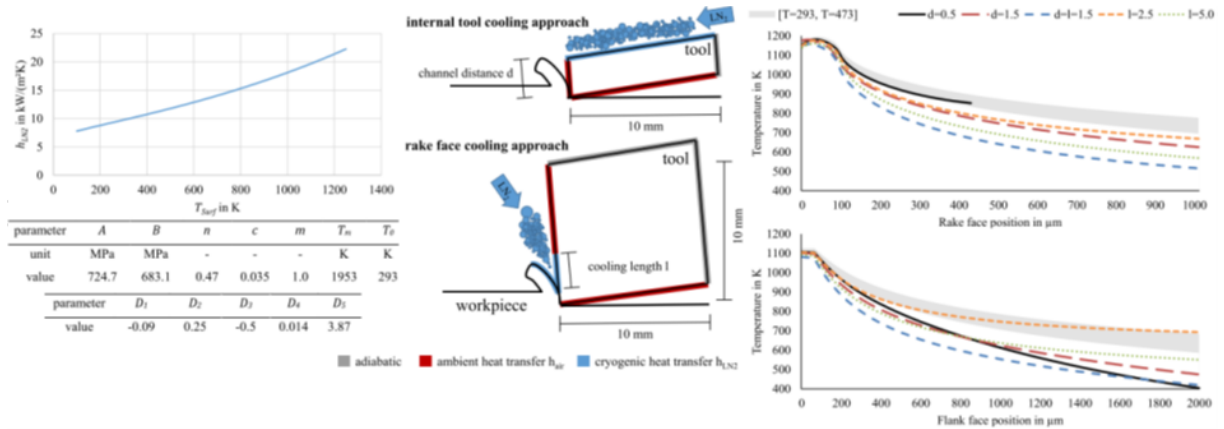 25
20
15
10
5
0
h_LN2 in kW/(m²K)
0 200 400 600 800 1000 1200 1400
T_Surf in K
parameter A B n c m T_m T_0
unit MPa MPa - - - K K
value 724.7 683.1 0.47 0.035 1.0 1953 293
parameter D_1 D_2 D_3 D_4 D_5
value -0.09 0.25 -0.5 0.014 3.87
internal tool cooling approach
LN₂
tool
channel distance d
10 mm
rake face cooling approach
tool
LN₂
10 mm
cooling length l
workpiece
10 mm
adiabatic ambient heat transfer h_air cryogenic heat transfer h_LN2
[T=293, T=473] d=0.5 d=1.5 d=l=1.5 l=2.5 l=5.0
1200
1100
1000
900
800
700
600
500
400
Temperature in K
0 100 200 300 400 500 600 700 800 900 1000
Rake face position in µm
1200
1100
1000
900
800
700
600
500
400
Temperature in K
0 200 400 600 800 1000 1200 1400 1600 1800 2000
Flank face position in µm